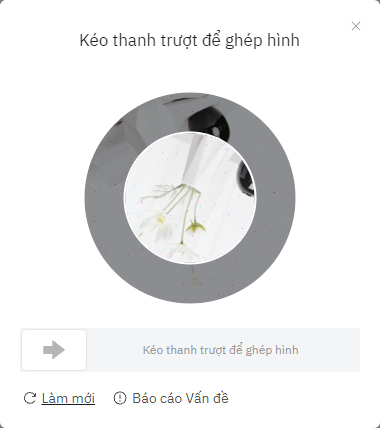 Kéo thanh trượt để ghép hình
Kéo thanh trượt để ghép hình
Làm mới
Báo cáo Vấn đề